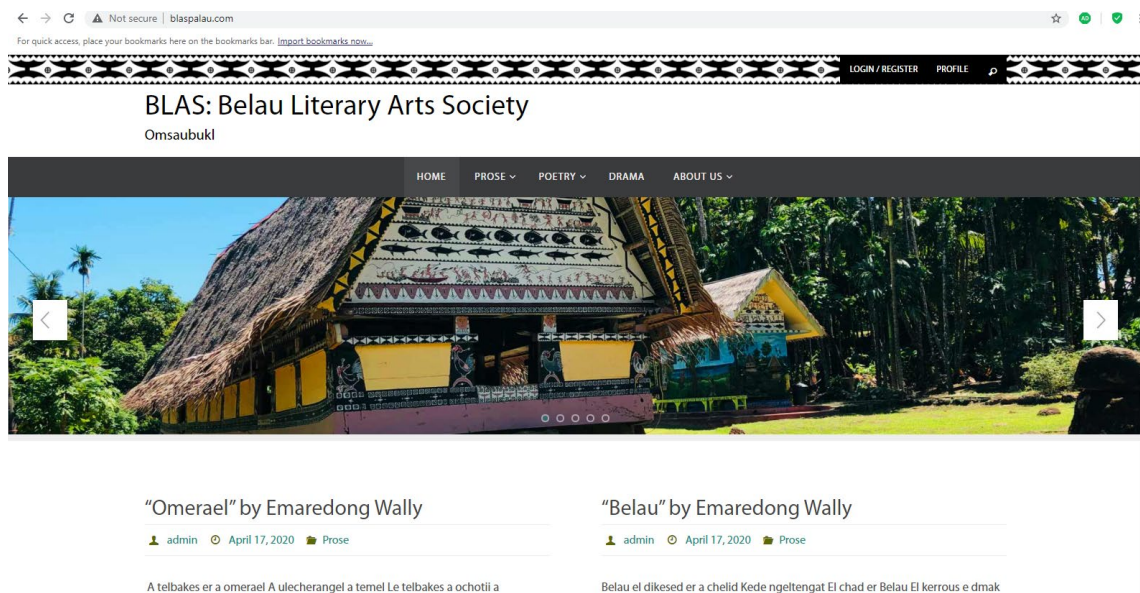 Not secure | blaspalau.com
For quick access, place your bookmarks here on the bookmarks bar. Import bookmarks now...
LOGIN / REGISTER PROFILE
BLAS: Belau Literary Arts Society
Omsaubukl
HOME PROSE POETRY DRAMA ABOUT US
“Omerael” by Emaredong Wally
admin April 17, 2020 Prose
A telbakes er a omerael A ulecherangel a temel Le telbakes a ochotii a
“Belau” by Emaredong Wally
admin April 17, 2020 Prose
Belau el dikesed er a chelid Kede ngeltengat El chad er Belau El kerrous e dmak